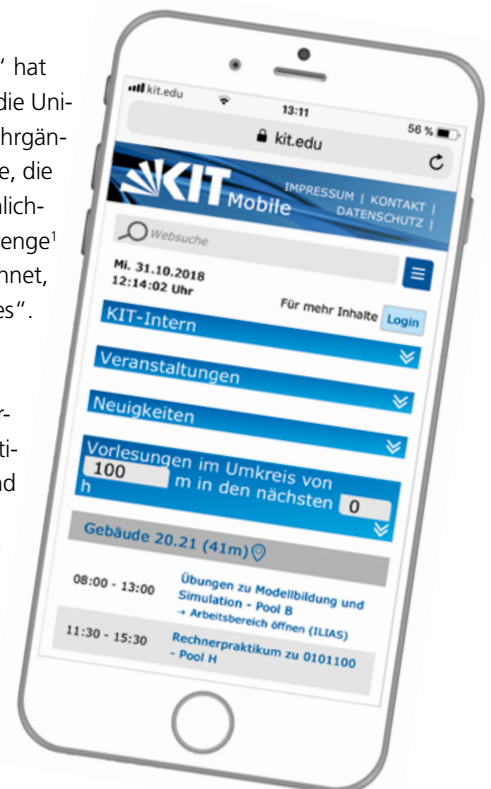 “ hat
die Uni-
hrgän-
e, die
lich-
enge¹
hnet,
es“.
r-
ti-
nd
kit.edu
13:11
56 %
kit.edu
KIT Mobile
IMPRESSUM | KONTAKT |
DATENSCHUTZ |
Websuche
Mi. 31.10.2018
12:14:02 Uhr
Für mehr Inhalte Login
KIT-Intern
Veranstaltungen
Neuigkeiten
Vorlesungen im Umkreis von
100 m in den nächsten 0
h
Gebäude 20.21 (41m)
08:00 - 13:00
Übungen zu Modellbildung und
Simulation - Pool B
→ Arbeitsbereich öffnen (ILIAS)
11:30 - 15:30
Rechnerpraktikum zu 0101100
- Pool H